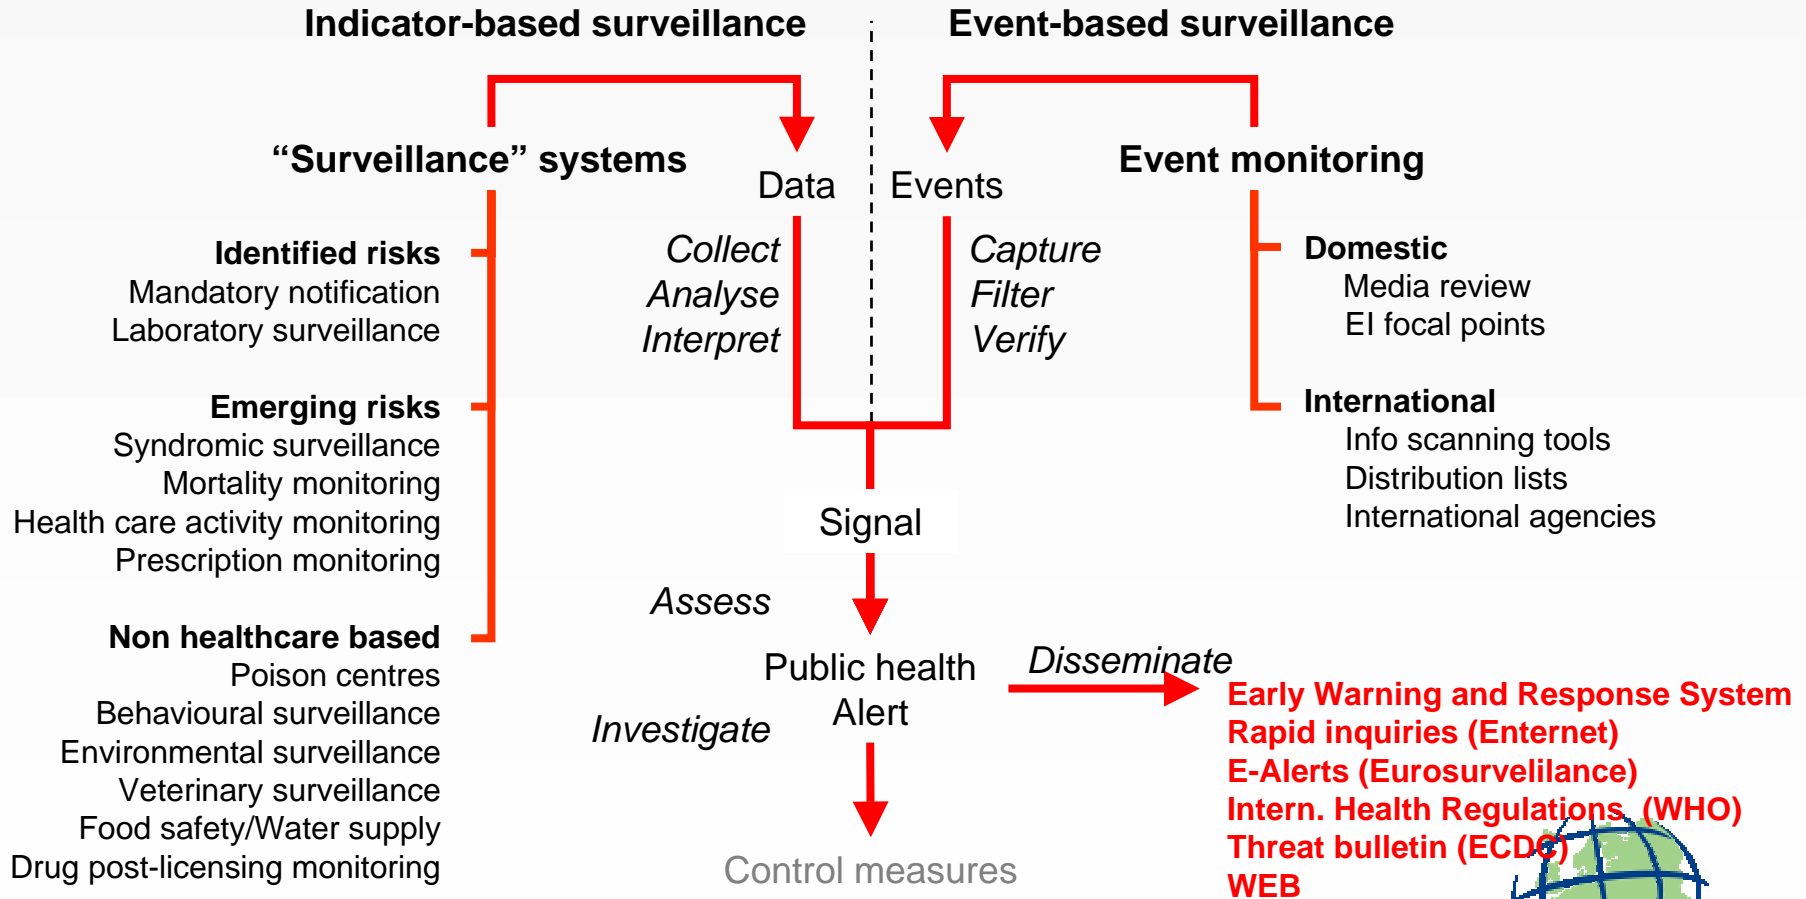 Indicator-based surveillance
Event-based surveillance
“Surveillance” systems
Data
Events
Event monitoring
Identified risks
Mandatory notification
Laboratory surveillance
Emerging risks
Syndromic surveillance
Mortality monitoring
Health care activity monitoring
Prescription monitoring
Non healthcare based
Poison centres
Behavioural surveillance
Environmental surveillance
Veterinary surveillance
Food safety/Water supply
Drug post-licensing monitoring
Collect
Analyse
Interpret
Capture
Filter
Verify
Domestic
Media review
EI focal points
International
Info scanning tools
Distribution lists
International agencies
Signal
Assess
Public health
Alert
Investigate
Disseminate
Control measures
Early Warning and Response System
Rapid inquiries (Enternet)
E-Alerts (Eurosurvelilance)
Intern. Health Regulations (WHO)
Threat bulletin (ECDC)
WEB